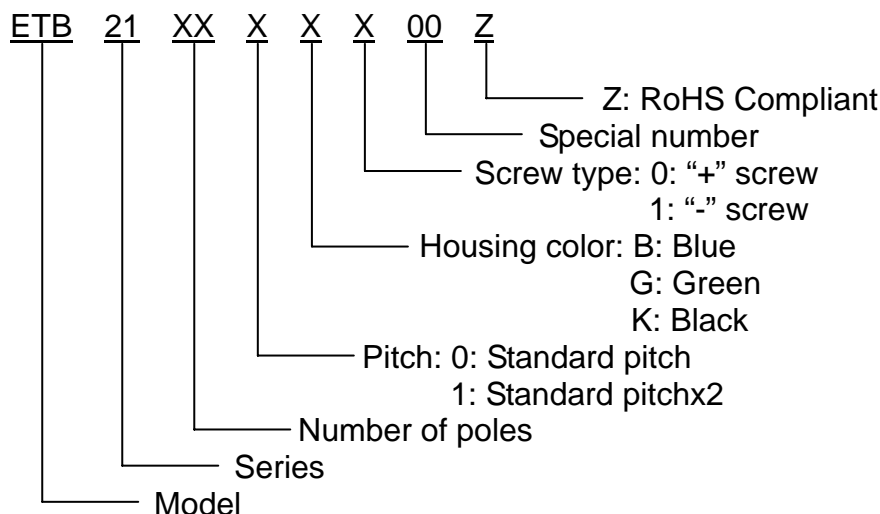 ETB 21 XX X X X 00 Z
Z: RoHS Compliant
Special number
Screw type: 0: “+” screw
1: “-” screw
Housing color: B: Blue
G: Green
K: Black
Pitch: 0: Standard pitch
1: Standard pitchx2
Number of poles
Series
Model